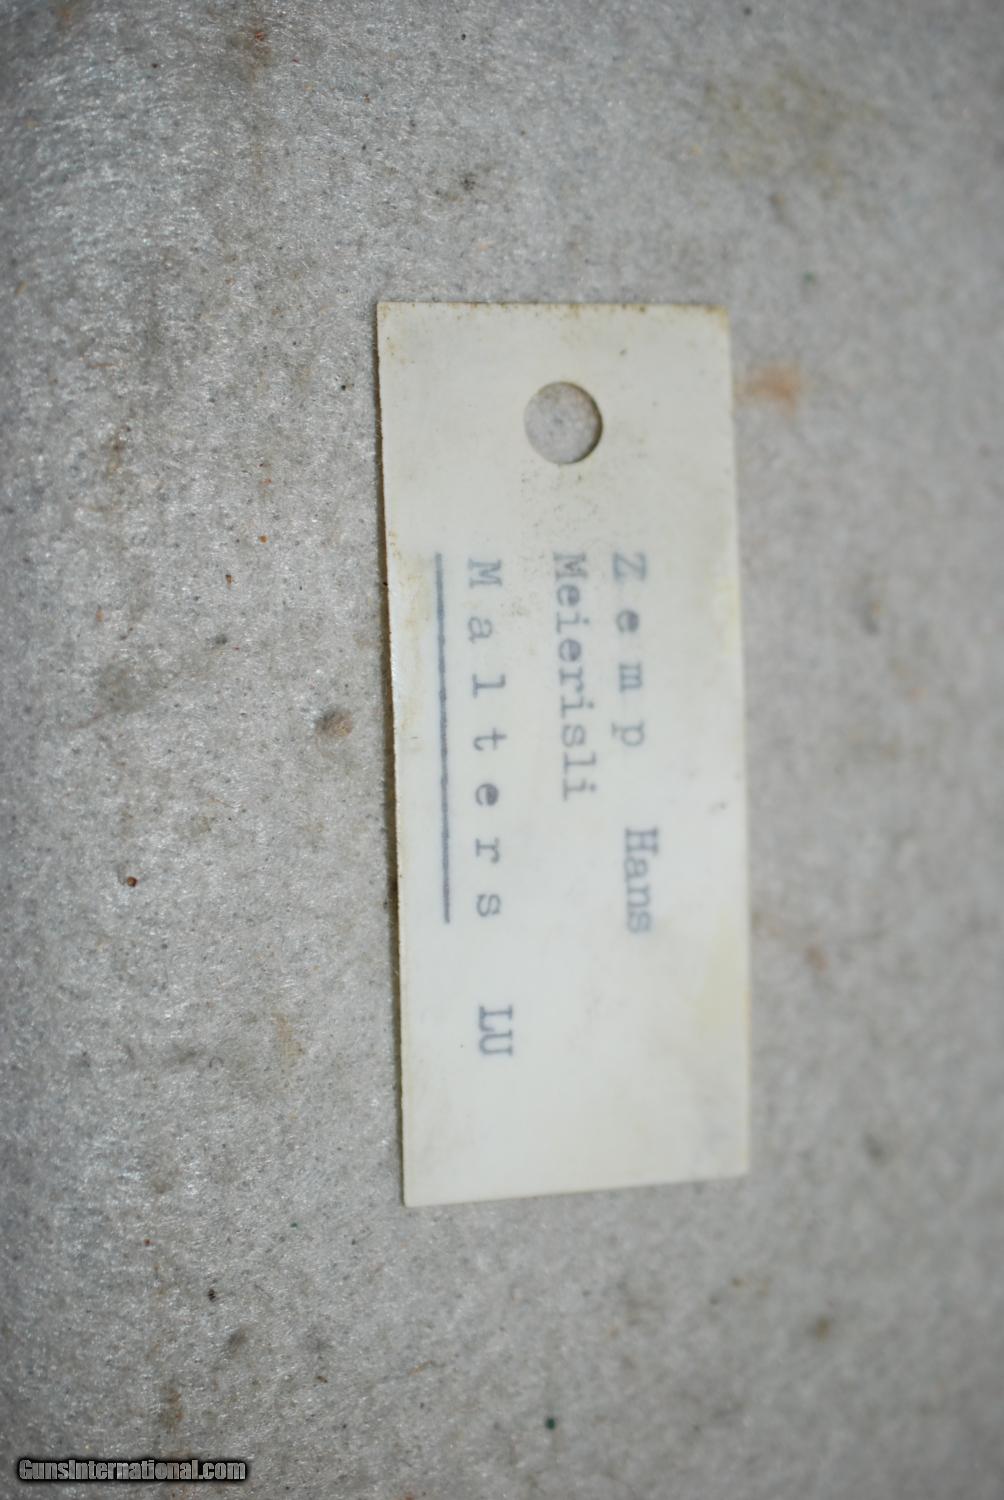 Zemp Hans
Meierisli
Malters LU
GunsInternational.com